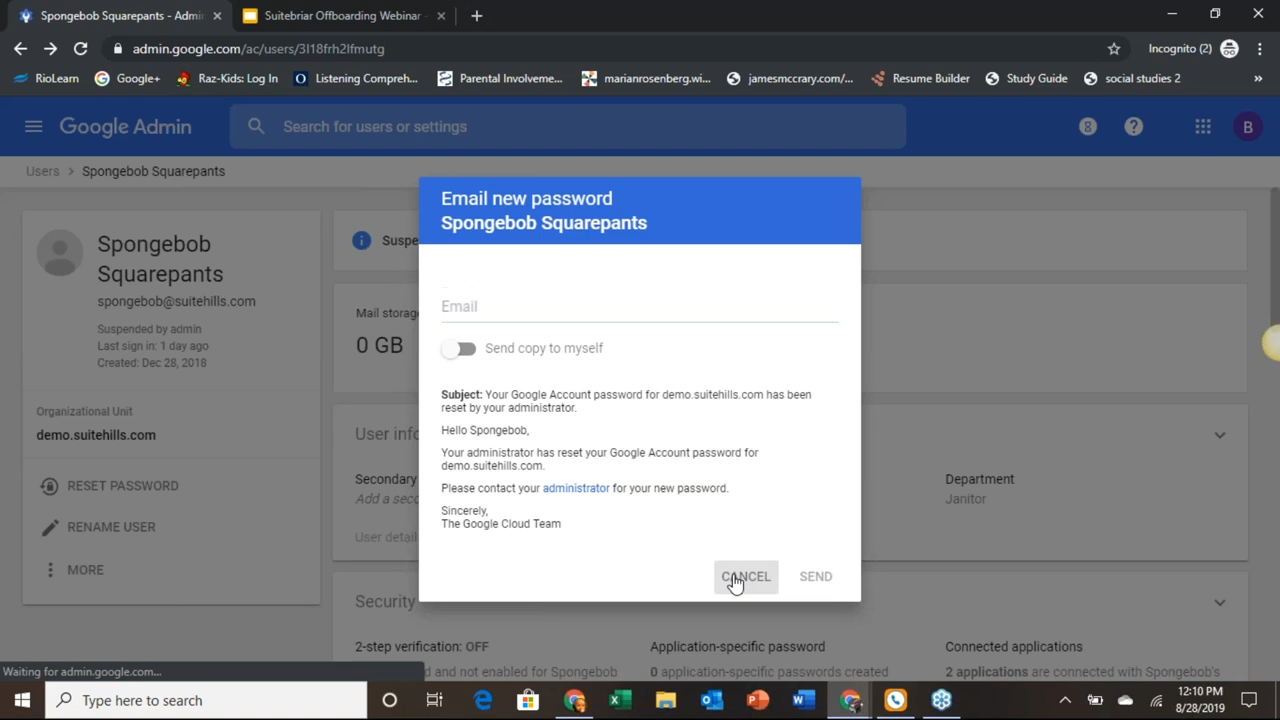 Spongebob Squarepants - Admi
Suitebriar Offboarding Webinar
admin.google.com/ac/users/3l18frh2lfmutg
Incognito (2)
RioLearn
Google+
Raz-Kids: Log In
Listening Compreh...
Parental Involveme...
marianrosenberg.wi...
jamesmccrary.com/...
Resume Builder
Study Guide
social studies 2
»
Google Admin
Search for users or settings
8
?
B
Users > Spongebob Squarepants
Email new password
Spongebob Squarepants
Spongebob
Squarepants
spongebob@suitehills.com
Suspended by admin
Last sign in: 1 day ago
Created: Dec 28, 2018
Organizational Unit
demo.suitehills.com
RESET PASSWORD
RENAME USER
MORE
Suspe
Mail storag
0 GB
Email
Send copy to myself
Subject: Your Google Account password for demo.suitehills.com has been
reset by your administrator.
Hello Spongebob,
Your administrator has reset your Google Account password for
demo.suitehills.com.
Please contact your administrator for your new password.
Sincerely,
The Google Cloud Team
CANCEL
SEND
User info
Secondary
Add a seco
User detail
Department
Janitor
Security
2-step verification: OFF
Application-specific password
Connected applications
d and not enabled for Spongebob
0 application-specific passwords created
2 applications are connected with Spongebob's
Waiting for admin.google.com...
Type here to search
12:10 PM
8/28/2019